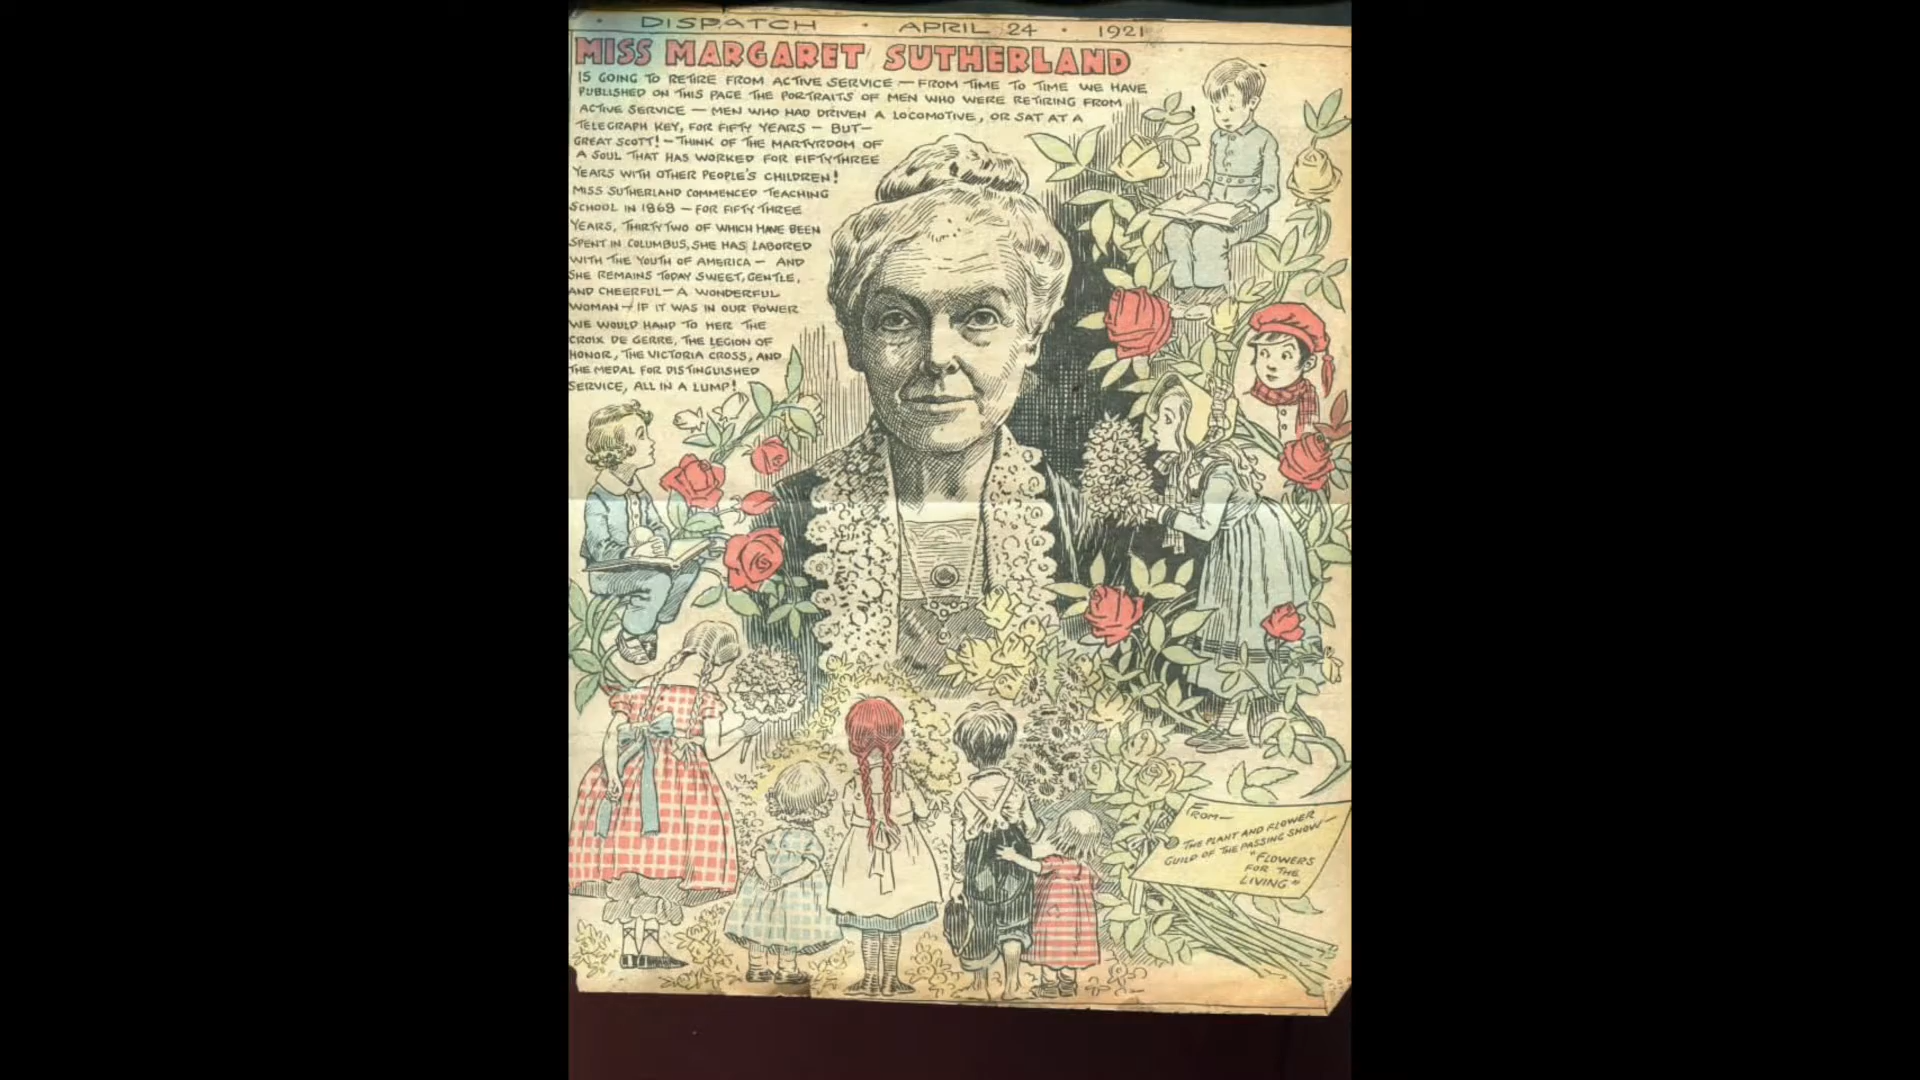 DISPATCH • APRIL 24 • 1921
MISS MARGARET SUTHERLAND
IS GOING TO RETIRE FROM ACTIVE SERVICE — FROM TIME TO TIME WE HAVE
PUBLISHED ON THIS PAGE THE PORTRAITS OF MEN WHO WERE RETIRING FROM
ACTIVE SERVICE — MEN WHO HAD DRIVEN A LOCOMOTIVE, OR SAT AT A
TELEGRAPH KEY, FOR FIFTY YEARS — BUT—
GREAT SCOTT! — THINK OF THE MARTYRDOM OF
A SOUL THAT HAS WORKED FOR FIFTYTHREE
YEARS WITH OTHER PEOPLE'S CHILDREN!
MISS SUTHERLAND COMMENCED TEACHING
SCHOOL IN 1868 — FOR FIFTY THREE
YEARS, THIRTY TWO OF WHICH HAVE BEEN
SPENT IN COLUMBUS, SHE HAS LABORED
WITH THE YOUTH OF AMERICA — AND
SHE REMAINS TODAY SWEET, GENTLE,
AND CHEERFUL — A WONDERFUL
WOMAN — IF IT WAS IN OUR POWER
WE WOULD HAND TO HER THE
CROIX DE GERRE, THE LEGION OF
HONOR, THE VICTORIA CROSS, AND
THE MEDAL FOR DISTINGUISHED
SERVICE, ALL IN A LUMP!
FROM—
THE PLANT AND FLOWER
GUILD OF THE PASSING SHOW—
"FLOWERS
FOR THE
LIVING"